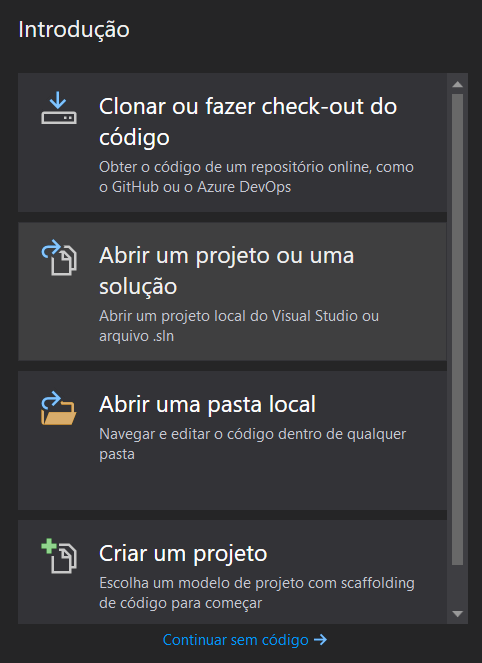 Introdução
Clonar ou fazer check-out do
código
Obter o código de um repositório online, como
o GitHub ou o Azure DevOps
Abrir um projeto ou uma
solução
Abrir um projeto local do Visual Studio ou
arquivo .sln
Abrir uma pasta local
Navegar e editar o código dentro de qualquer
pasta
Criar um projeto
Escolha um modelo de projeto com scaffolding
de código para começar
Continuar sem código →